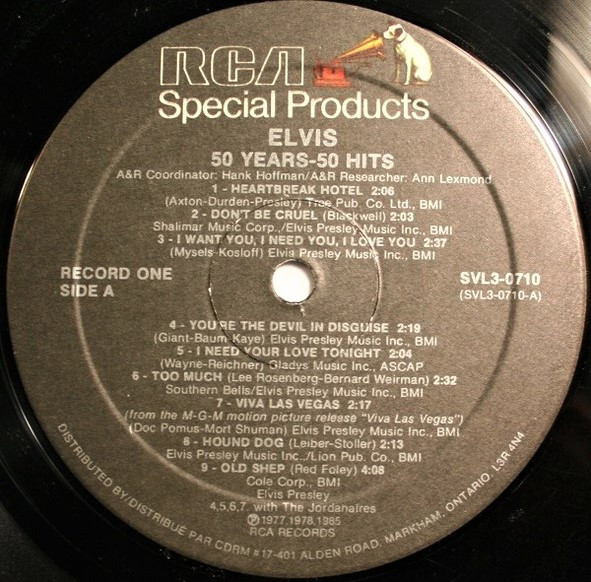 RCA
Special Products
ELVIS
50 YEARS-50 HITS
A&R Coordinator: Hank Hoffman/A&R Researcher: Ann Lexmond
1 - HEARTBREAK HOTEL 2:06
(Axton-Durden-Presley) Tree Pub. Co. Ltd., BMI
2 - DON'T BE CRUEL (Blackwell) 2:03
Shalimar Music Corp./Elvis Presley Music Inc., BMI
3 - I WANT YOU, I NEED YOU, I LOVE YOU 2:37
(Mysels-Kosloff) Elvis Presley Music Inc., BMI
RECORD ONE
SIDE A
SVL3-0710
(SVL3-0710-A)
4 - YOU'RE THE DEVIL IN DISGUISE 2:19
(Giant-Baum-Kaye) Elvis Presley Music Inc., BMI
5 - I NEED YOUR LOVE TONIGHT 2:04
(Wayne-Reichner) Gladys Music Inc., ASCAP
6 - TOO MUCH (Lee Rosenberg-Bernard Weirman) 2:32
Southern Bells/Elvis Presley Music Inc., BMI
7 - VIVA LAS VEGAS 2:17
(from the M-G-M motion picture release "Viva Las Vegas")
(Doc Pomus-Mort Shuman) Elvis Presley Music Inc., BMI
8 - HOUND DOG (Leiber-Stoller) 2:13
Elvis Presley Music Inc../Lion Pub. Co., BMI
9 - OLD SHEP (Red Foley) 4:08
Cole Corp., BMI
Elvis Presley
4,5,6,7. with The Jordanaires
℗1977,1978,1985
RCA RECORDS
DISTRIBUTED BY/DISTRIBUÉ PAR CDRM #17-401 ALDEN ROAD, MARKHAM, ONTARIO, L3R 4N4